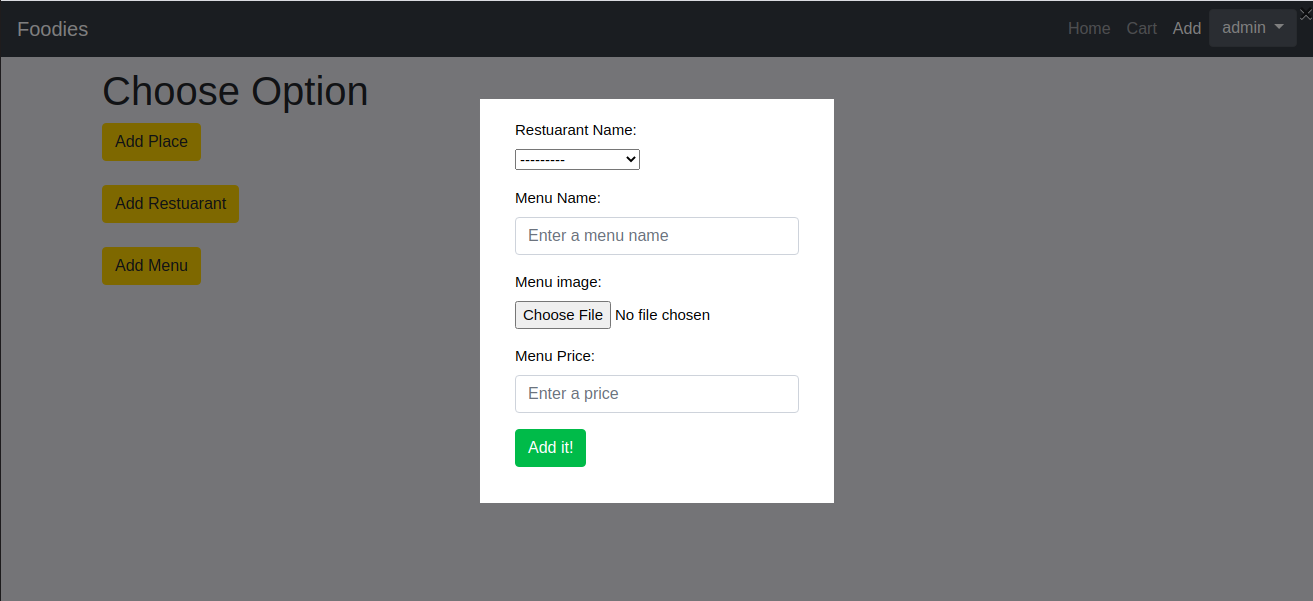 Foodies
Home Cart Add admin
Choose Option
Add Place
Add Restuarant
Add Menu
Restuarant Name:
---------
Menu Name:
Enter a menu name
Menu image:
Choose File No file chosen
Menu Price:
Enter a price
Add it!